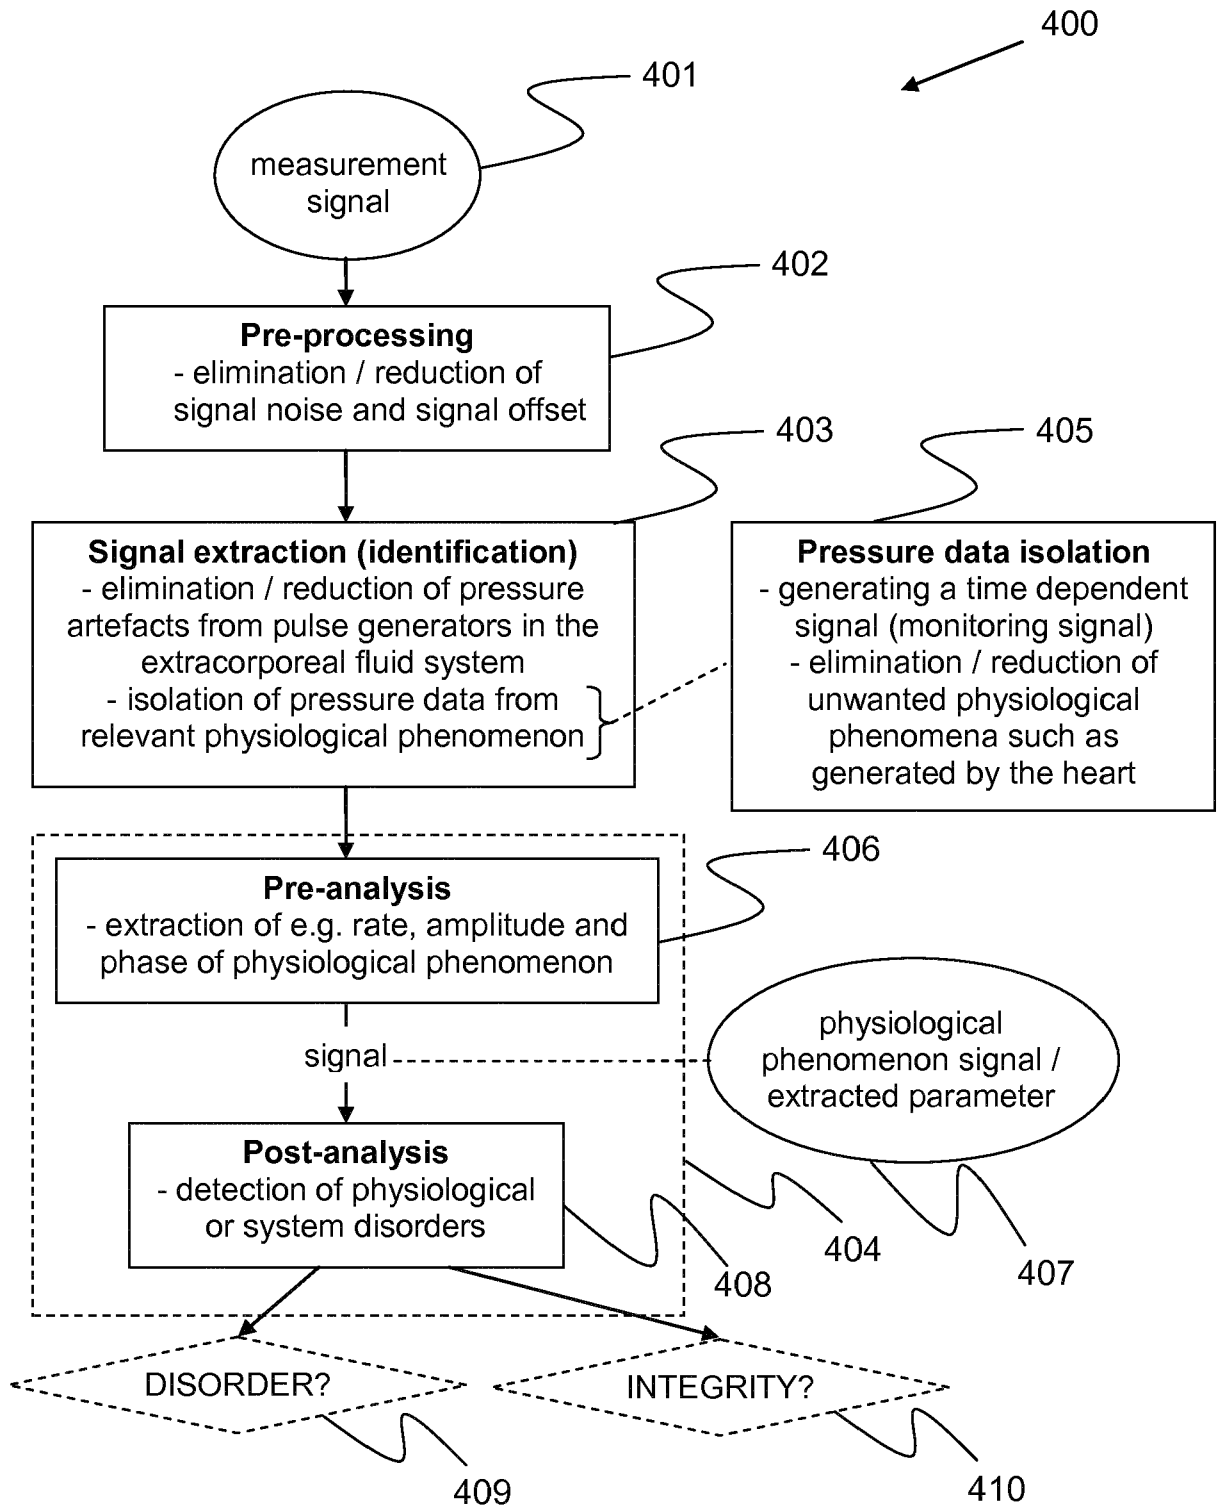 400
401
measurement
signal
402
Pre-processing
- elimination / reduction of
signal noise and signal offset
403
405
Signal extraction (identification)
- elimination / reduction of pressure
artefacts from pulse generators in the
extracorporeal fluid system
- isolation of pressure data from
relevant physiological phenomenon
Pressure data isolation
- generating a time dependent
signal (monitoring signal)
- elimination / reduction of
unwanted physiological
phenomena such as
generated by the heart
406
Pre-analysis
- extraction of e.g. rate, amplitude and
phase of physiological phenomenon
signal
physiological
phenomenon signal /
extracted parameter
Post-analysis
- detection of physiological
or system disorders
404
407
408
DISORDER?
INTEGRITY?
409
410